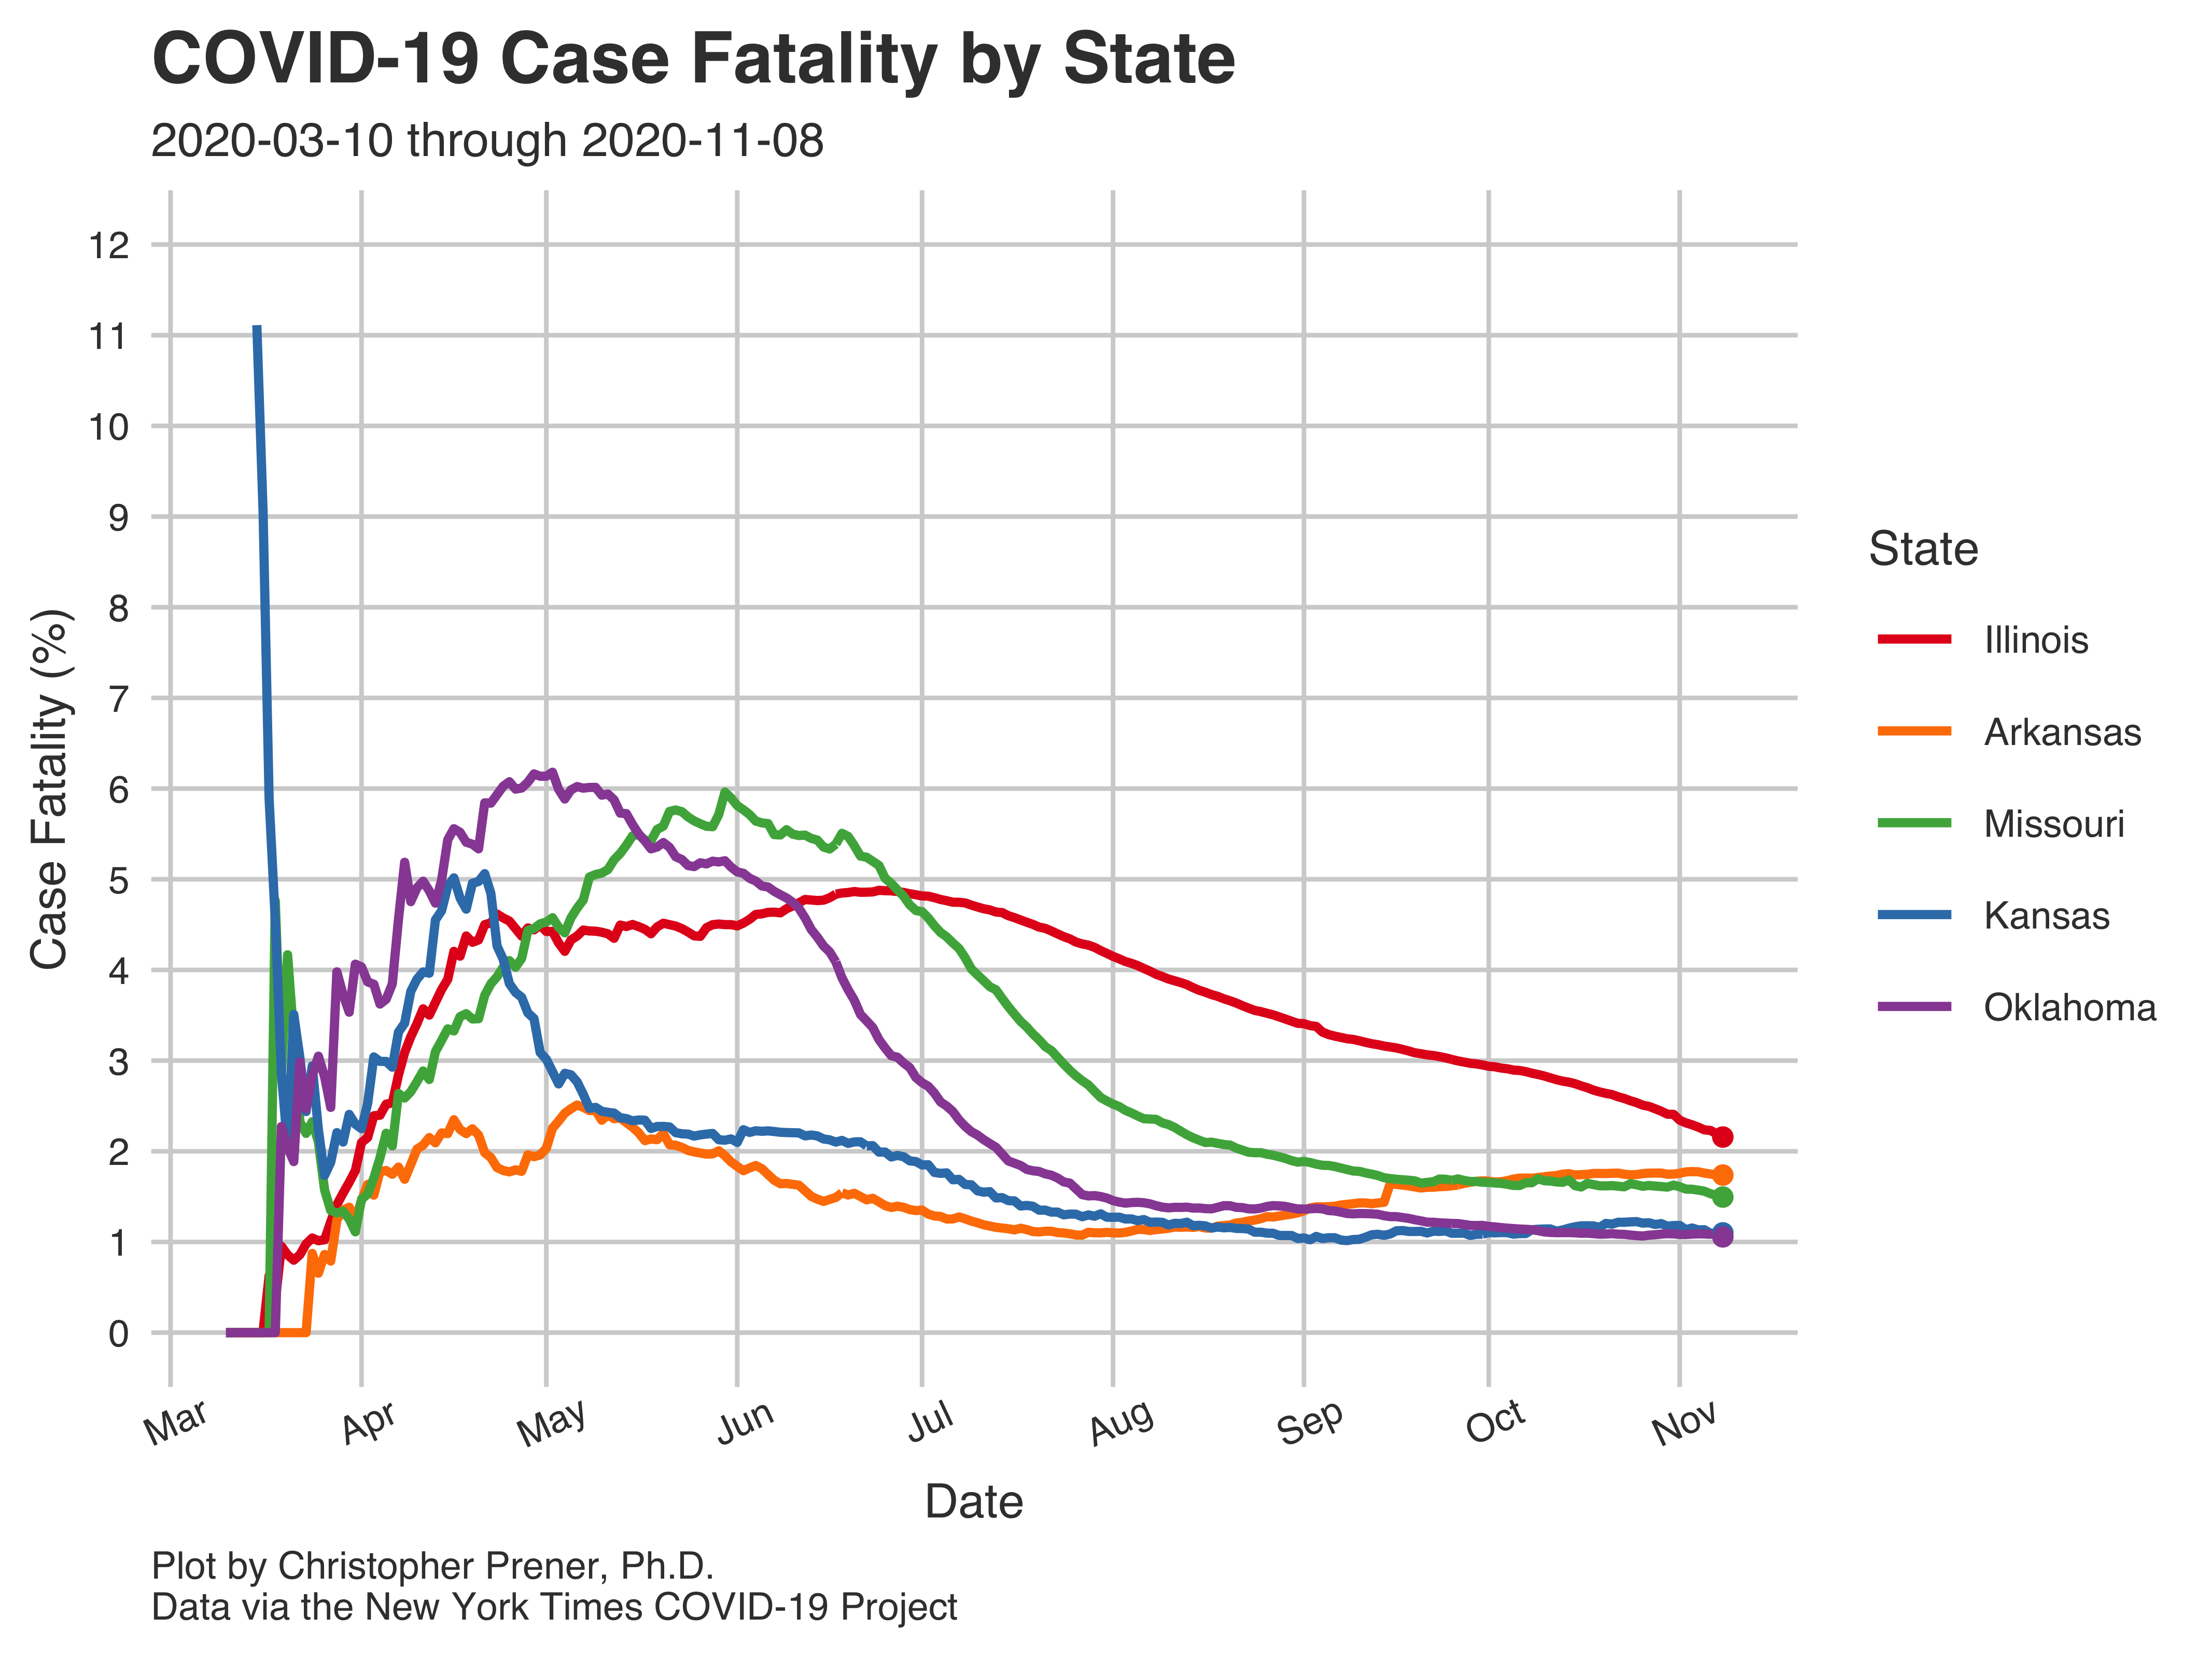 COVID-19 Case Fatality by State
2020-03-10 through 2020-11-08
Case Fatality (%)
12
11
10
9
8
7
6
5
4
3
2
1
0
Mar
Apr
May
Jun
Jul
Aug
Sep
Oct
Nov
Date
State
Illinois
Arkansas
Missouri
Kansas
Oklahoma
Plot by Christopher Prener, Ph.D.
Data via the New York Times COVID-19 Project